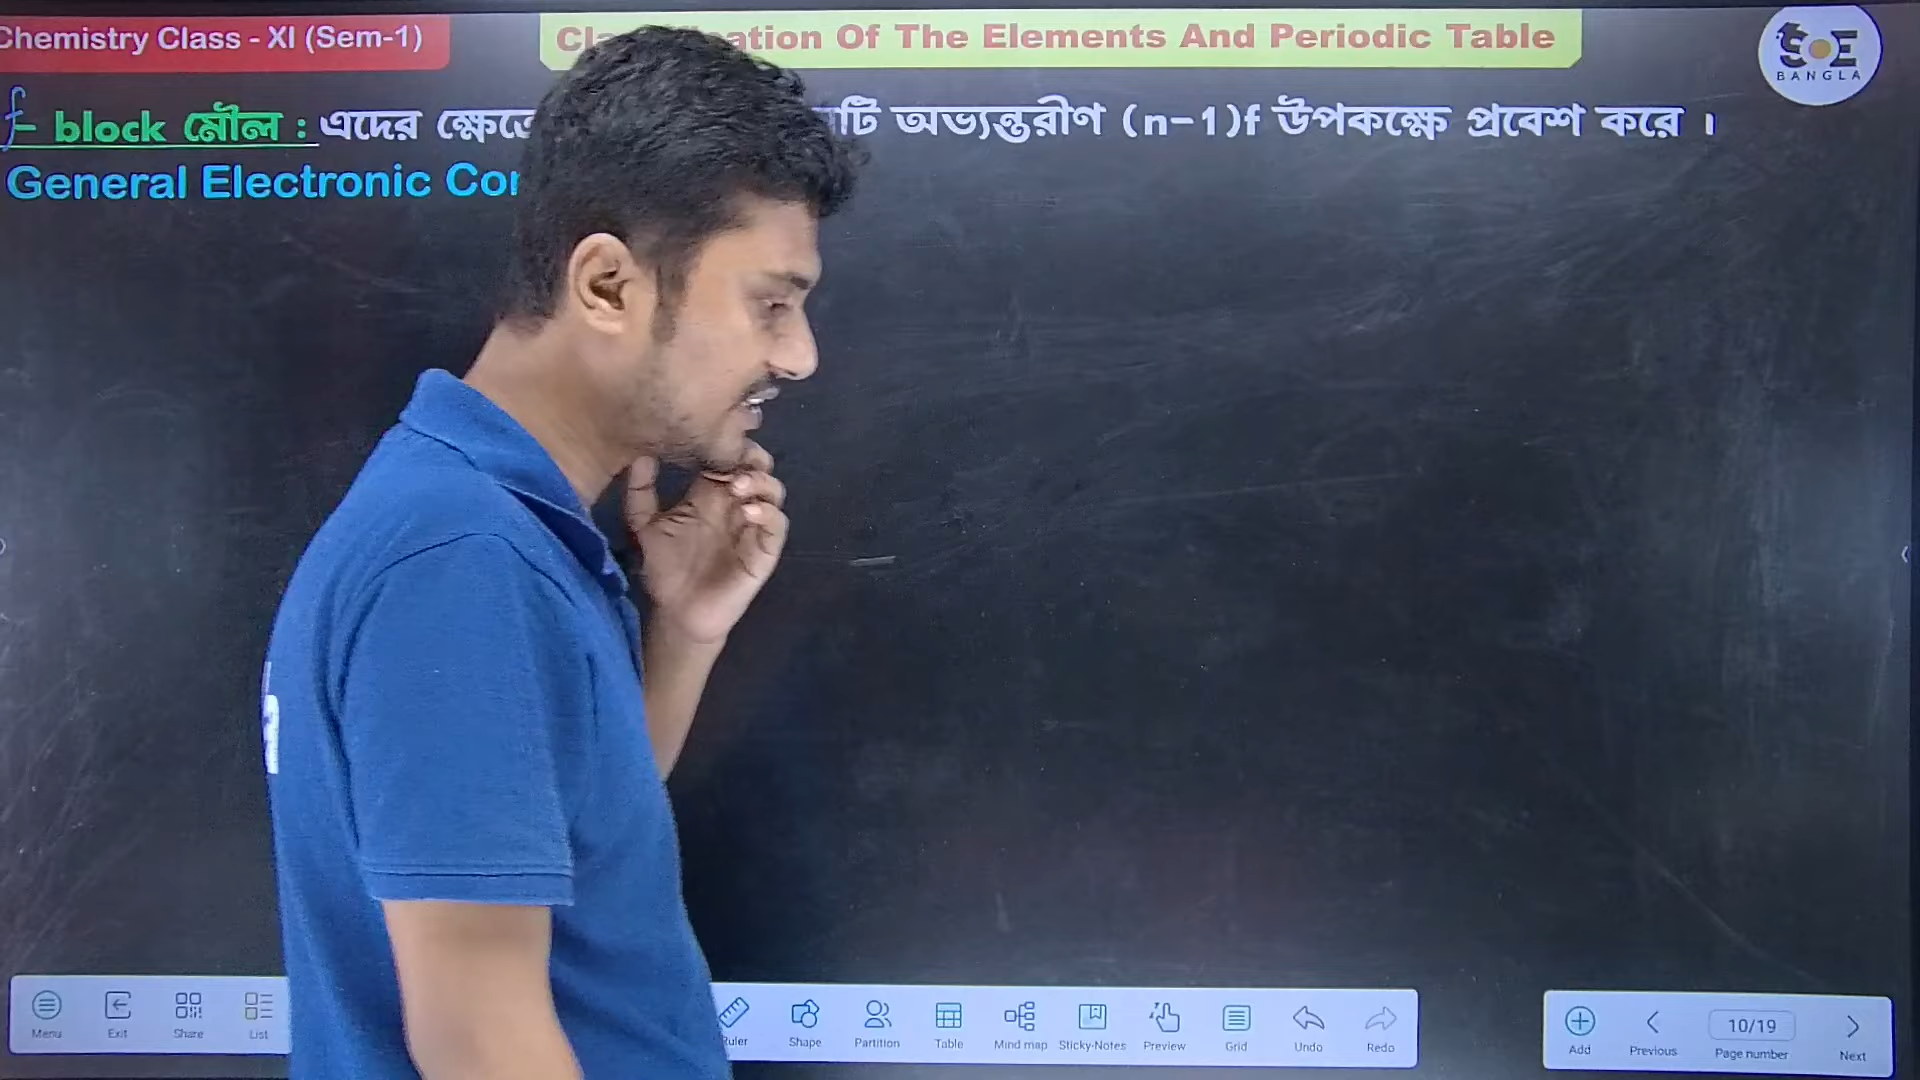 Chemistry Class - XI (Sem-1)
ation Of The Elements And Periodic Table
SOE
BANGLA
f- block মৌল : এদের ক্ষেত্রে টি অভ্যন্তরীণ (n-1)f উপকক্ষে প্রবেশ করে ।
General Electronic
Menu
Exit
Share
List
Ruler
Shape
Partition
Table
Mind map
Sticky-Notes
Preview
Grid
Undo
Redo
Add
Previous
10/19
Page number
Next